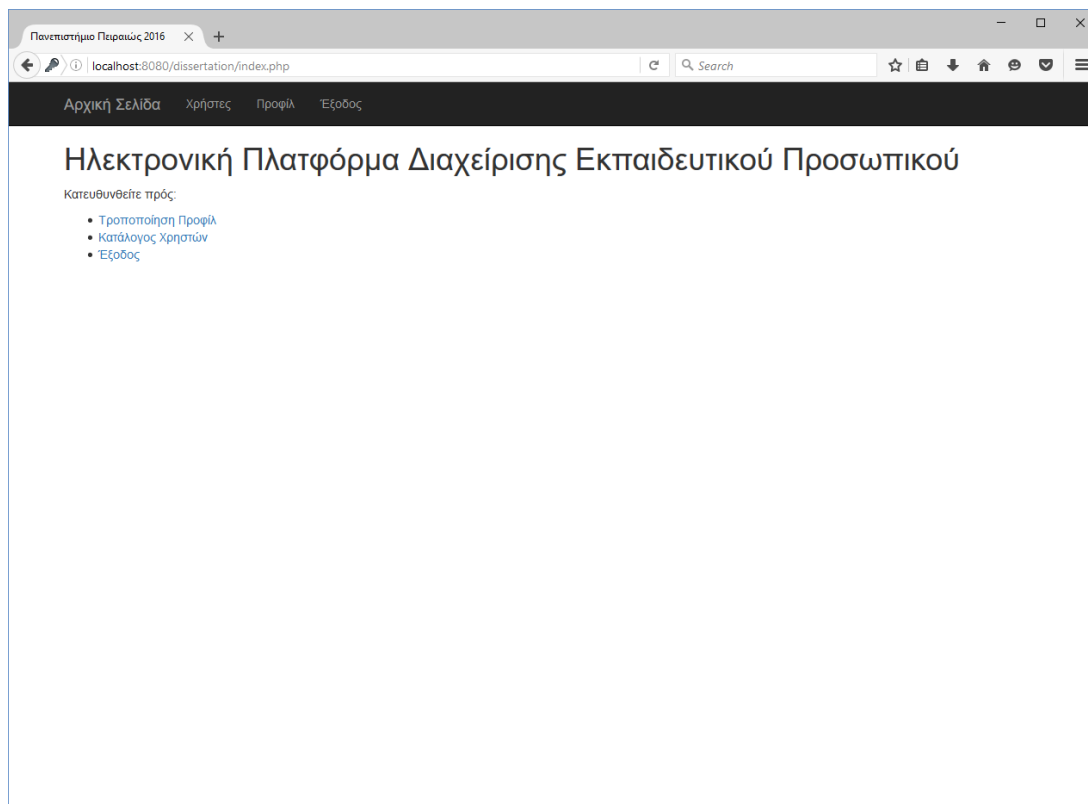 Πανεπιστήμιο Πειραιώς 2016
localhost:8080/dissertation/index.php
Search
Αρχική Σελίδα Χρήστες Προφίλ Έξοδος
Ηλεκτρονική Πλατφόρμα Διαχείρισης Εκπαιδευτικού Προσωπικού
Κατευθυνθείτε πρός:
Τροποποίηση Προφίλ
Κατάλογος Χρηστών
Έξοδος